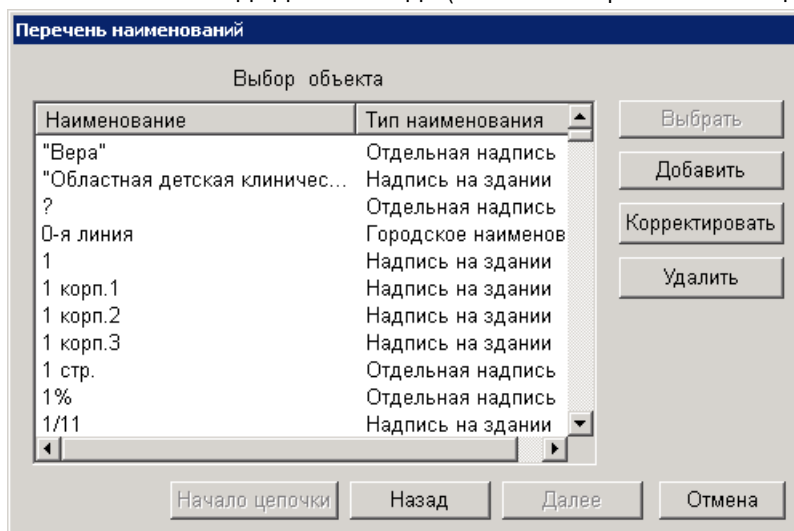 Перечень наименований
Выбор объекта
Наименование Тип наименования
"Вера" Отдельная надпись
"Областная детская клиничес... Надпись на здании
? Отдельная надпись
0-я линия Городское наименов
1 Надпись на здании
1 корп.1 Надпись на здании
1 корп.2 Надпись на здании
1 корп.3 Надпись на здании
1 стр. Отдельная надпись
1% Отдельная надпись
1/11 Надпись на здании
Выбрать
Добавить
Корректировать
Удалить
Начало цепочки Назад Далее Отмена